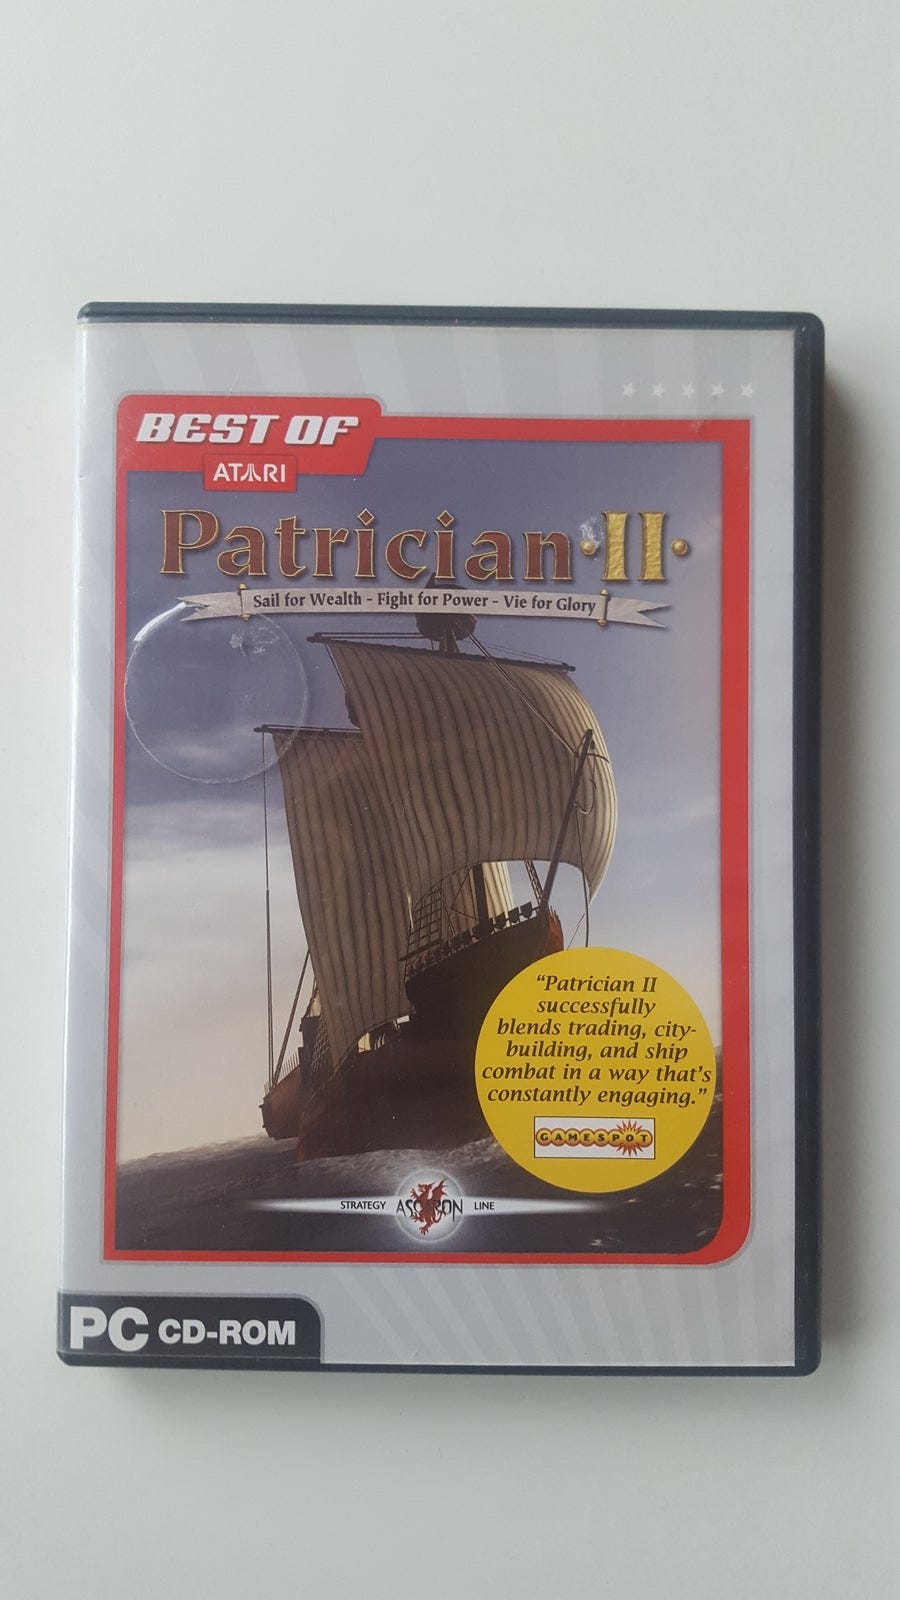 BEST OF
ATARI
Patrician·II·
Sail for Wealth - Fight for Power - Vie for Glory
“Patrician II
successfully
blends trading, city-
building, and ship
combat in a way that's
constantly engaging.”
GAMESPOT
STRATEGY ASCARON LINE
PC CD-ROM